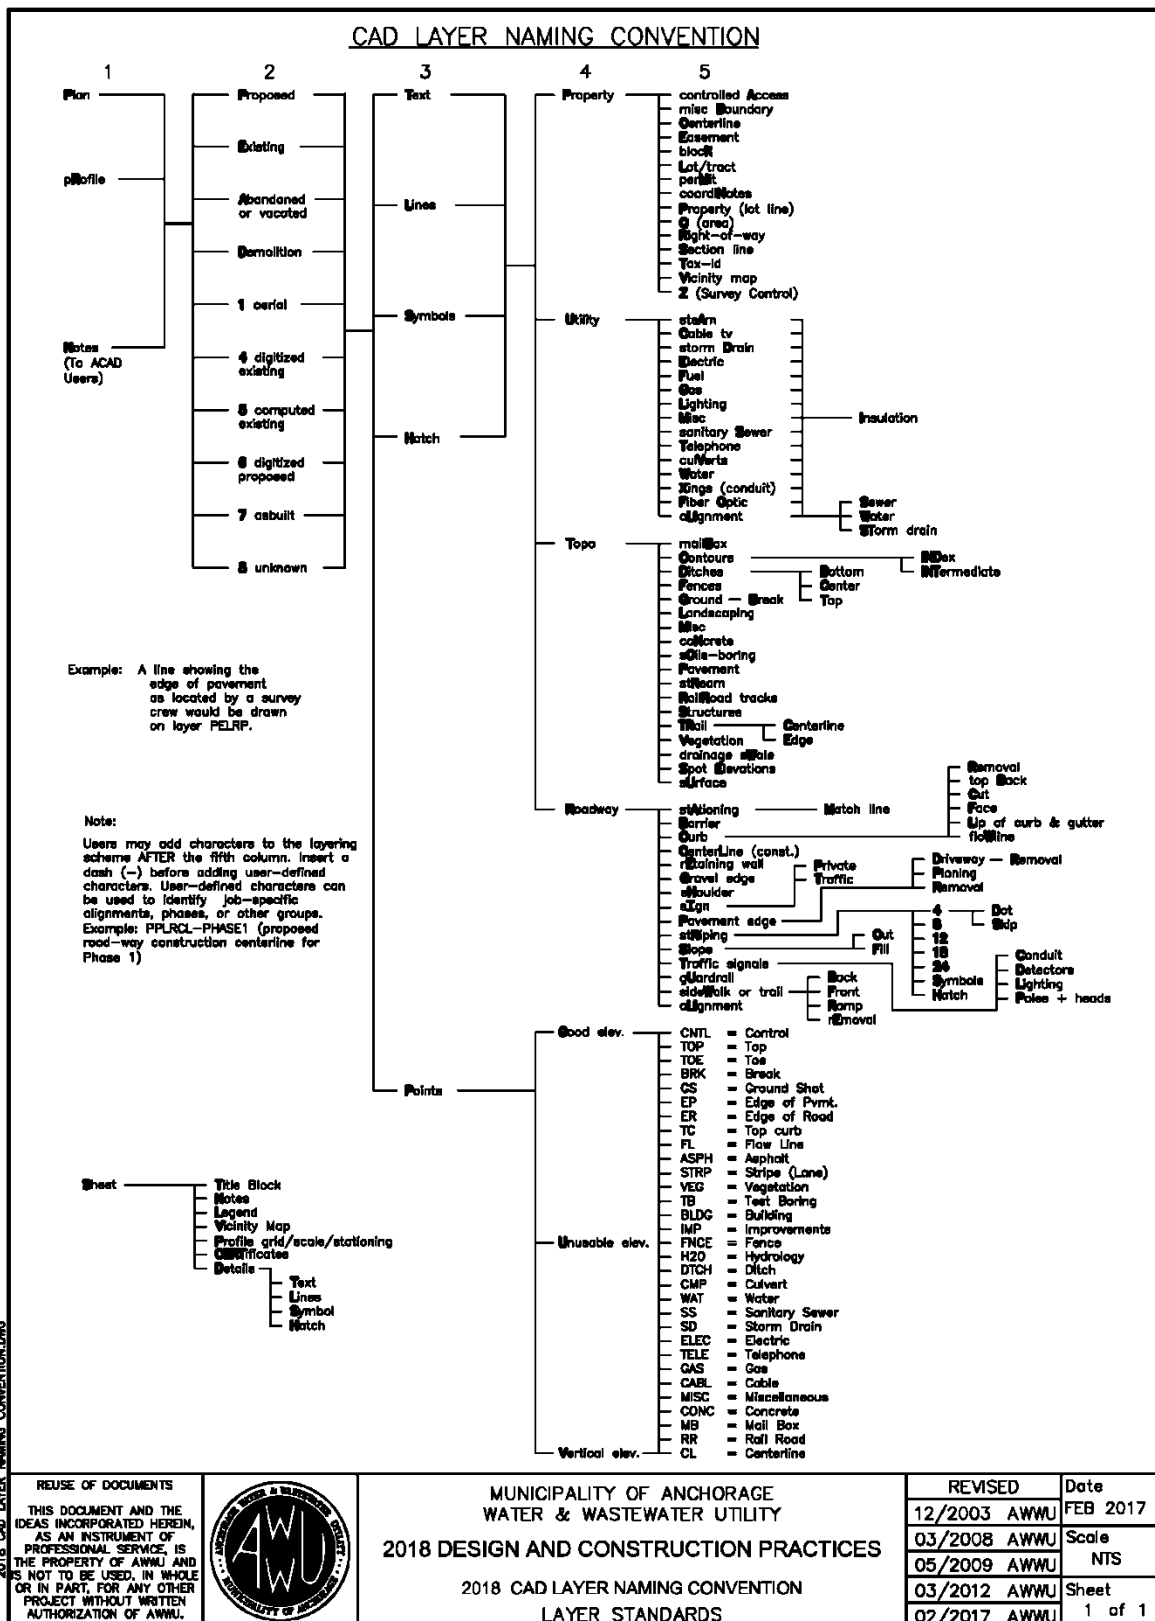 CAD LAYER NAMING CONVENTION
1 2 3 4 5
Plan
pRofile
Notes
(To ACAD
Users)
Proposed
Existing
Abandoned
or vacated
Demolition
1 aerial
4 digitized
existing
5 computed
existing
6 digitized
proposed
7 asbuilt
8 unknown
Text
Lines
Symbols
Hatch
Points
Property
controlled Access
misc Boundary
Centerline
Easement
blocK
Lot/tract
perMit
coordNates
Property (lot line)
Q (area)
Right-of-way
Section line
Tax-id
Vicinity map
Z (Survey Control)
Utility
steAm
Cable tv
storm Drain
Electric
Fuel
Gas
Lighting
Misc
sanitary Sewer
Telephone
culVerts
Water
Xings (conduit)
Fiber Optic
alIgnment
Insulation
Sewer
Water
STorm drain
Topo
mailBox
Contours
Ditches
Fences
Ground - Break
Landscaping
Misc
coNcrete
sOils-boring
Pavement
stReam
RailRoad tracks
Structures
TRail
Vegetation
drainage sWale
Spot Elevations
sUrface
INDex
INTermediate
Bottom
Center
Top
Centerline
Edge
Roadway
stAtioning
Barrier
Curb
CenterLine (const.)
rEtaining wall
Gravel edge
sHoulder
sIgn
Pavement edge
stRiping
Slope
Traffic signals
gUardrail
sideWalk or trail
alIgnment
Match line
Removal
top Back
Cut
Face
Lip of curb & gutter
floWline
Private
Traffic
Driveway - Removal
Planing
Removal
4
8
12
18
24
Symbols
Hatch
Dot
Skip
Cut
Fill
Conduit
Detectors
Lighting
Poles + heads
Back
Front
Ramp
rEmoval
Example: A line showing the
edge of pavement
as located by a survey
crew would be drawn
on layer PELRP.
Note:
Users may add characters to the layering
scheme AFTER the fifth column. Insert a
dash (-) before adding user-defined
characters. User-defined characters can
be used to identify job-specific
alignments, phases, or other groups.
Example: PPLRCL-PHASE1 (proposed
road-way construction centerline for
Phase 1)
Good elev.
Unusable elev.
Vertical elev.
CNTL = Control
TOP = Top
TOE = Toe
BRK = Break
GS = Ground Shot
EP = Edge of Pvmt.
ER = Edge of Road
TC = Top curb
FL = Flow Line
ASPH = Asphalt
STRP = Stripe (Lane)
VEG = Vegetation
TB = Test Boring
BLDG = Building
IMP = Improvements
FNCE = Fence
H2O = Hydrology
DTCH = Ditch
CMP = Culvert
WAT = Water
SS = Sanitary Sewer
SD = Storm Drain
ELEC = Electric
TELE = Telephone
GAS = Gas
CABL = Cable
MISC = Miscellaneous
CONC = Concrete
MB = Mail Box
RR = Rail Road
CL = Centerline
Sheet
Title Block
Notes
Legend
Vicinity Map
Profile grid/scale/stationing
CERTificates
Details
Text
Lines
Symbol
Hatch
2018 CAD LAYER NAMING CONVENTION.DWG
REUSE OF DOCUMENTS
THIS DOCUMENT AND THE
IDEAS INCORPORATED HEREIN,
AS AN INSTRUMENT OF
PROFESSIONAL SERVICE, IS
THE PROPERTY OF AWWU AND
IS NOT TO BE USED, IN WHOLE
OR IN PART, FOR ANY OTHER
PROJECT WITHOUT WRITTEN
AUTHORIZATION OF AWWU.
ANCHORAGE WATER & WASTEWATER UTILITY
AWWU
MUNICIPALITY OF ANCHORAGE
MUNICIPALITY OF ANCHORAGE
WATER & WASTEWATER UTILITY
2018 DESIGN AND CONSTRUCTION PRACTICES
2018 CAD LAYER NAMING CONVENTION
LAYER STANDARDS
REVISED
12/2003 AWWU
03/2008 AWWU
05/2009 AWWU
03/2012 AWWU
02/2017 AWWU
Date
FEB 2017
Scale
NTS
Sheet
1 of 1